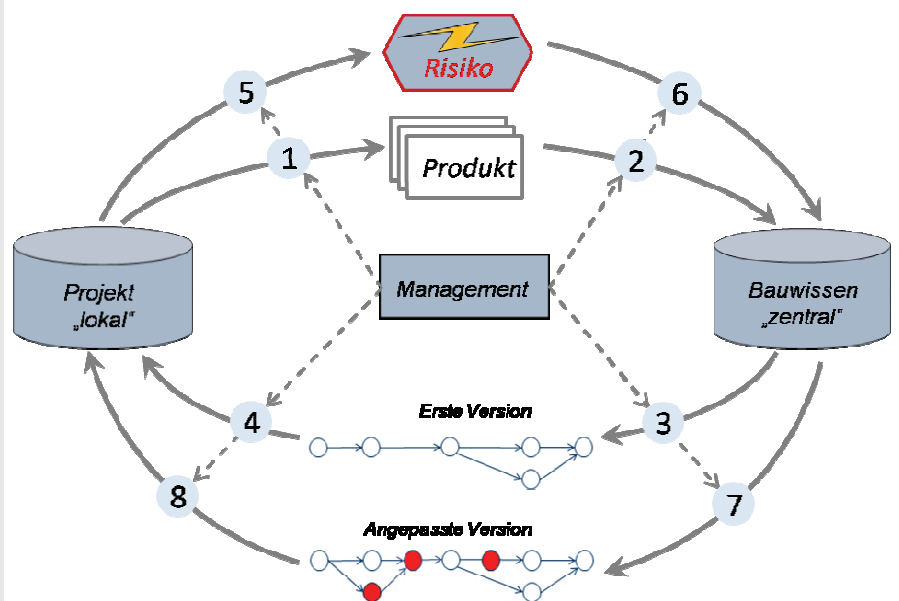 Risiko
5
6
1
Produkt
2
Projekt
„lokal"
Management
Bauwissen
„zentral"
Erste Version
4
3
8
7
Angepasste Version